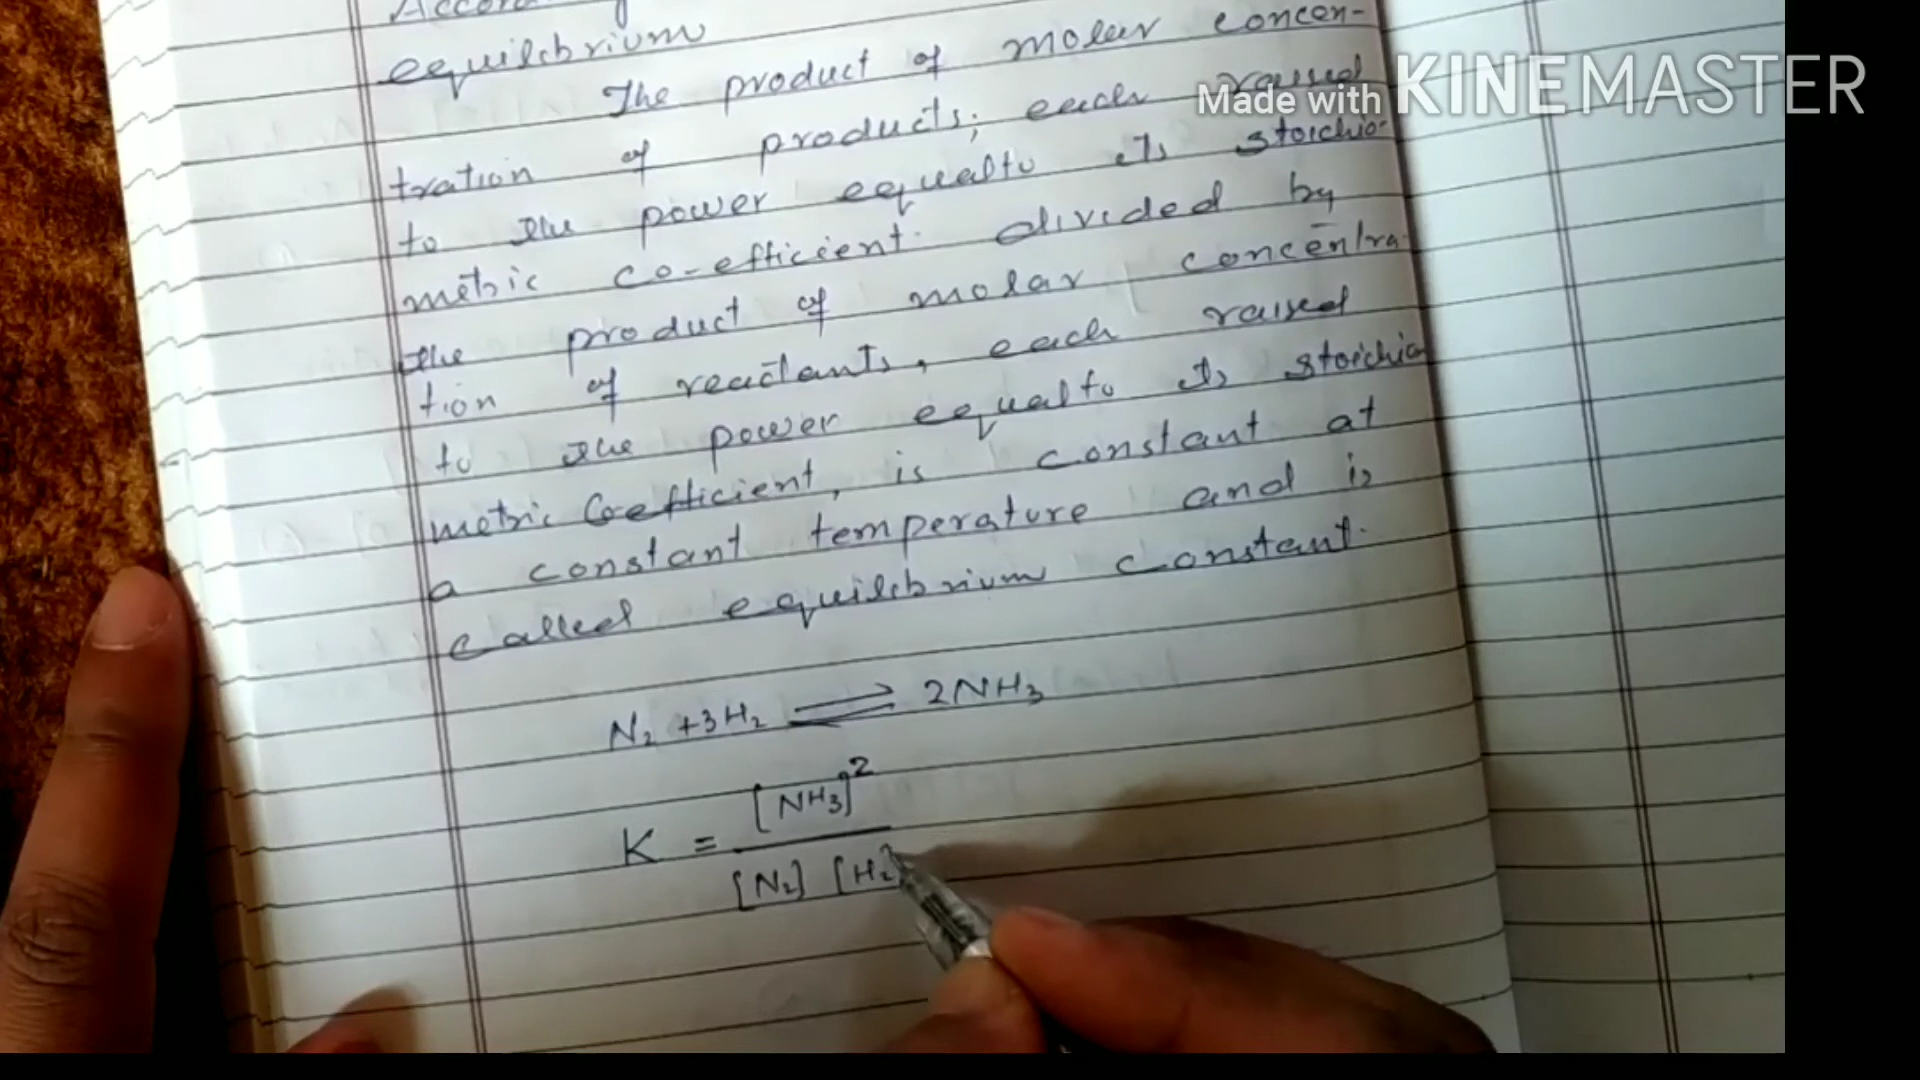 According
equilibrium
The product of molar concen-
tration of products, each raised
to the power equal to its stoichio-
metric co-efficient divided by
the product of molar concentra-
tion of reactants, each raised
to the power equal to its stoichio
metric Coefficient, is constant at
a constant temperature and is
called equilibrium constant.
N₂ + 3H₂ ⇌ 2NH₃
K = [NH₃]²
[N₂] [H₂]
Made with KINEMASTER